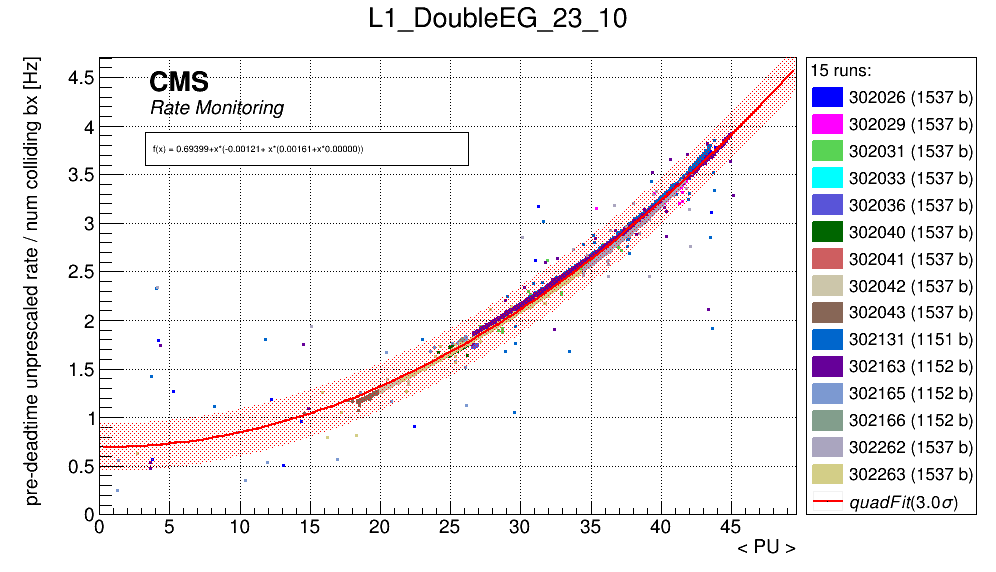 L1_DoubleEG_23_10
pre-deadtime unprescaled rate / num colliding bx [Hz]
CMS
Rate Monitoring
f(x) = 0.69399+x*(-0.00121+ x*(0.00161+x*0.00000))
4.5
4
3.5
3
2.5
2
1.5
1
0.5
0
0 5 10 15 20 25 30 35 40 45
< PU >
15 runs:
302026 (1537 b)
302029 (1537 b)
302031 (1537 b)
302033 (1537 b)
302036 (1537 b)
302040 (1537 b)
302041 (1537 b)
302042 (1537 b)
302043 (1537 b)
302131 (1151 b)
302163 (1152 b)
302165 (1152 b)
302166 (1152 b)
302262 (1537 b)
302263 (1537 b)
quadFit(3.0σ)